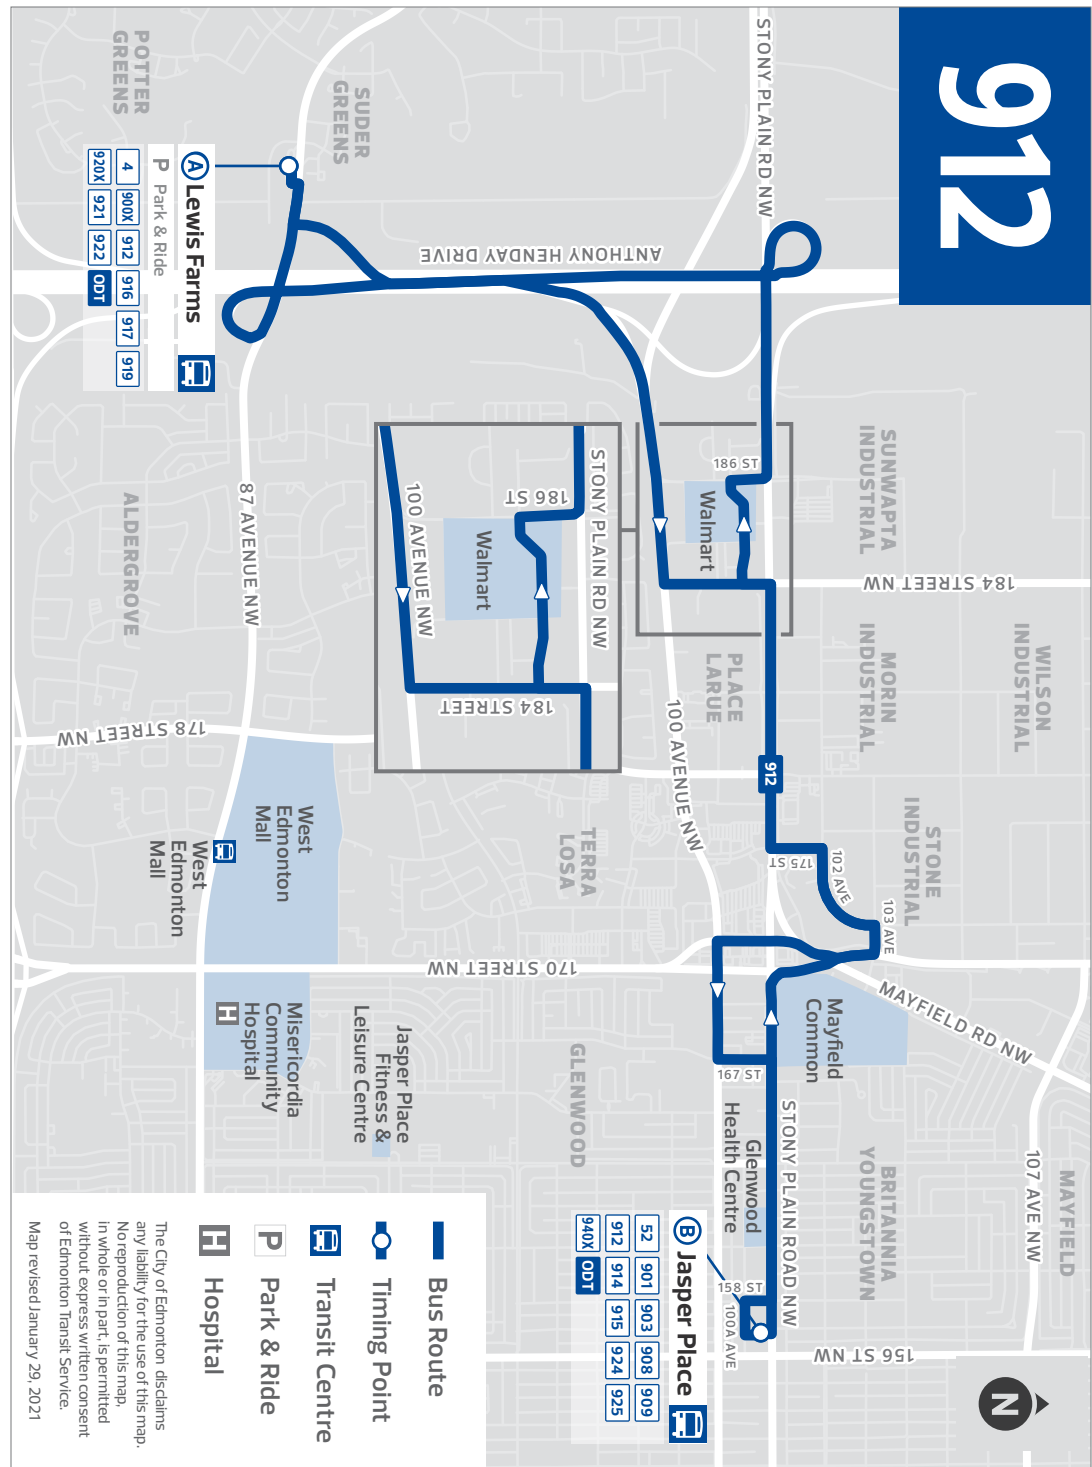 912
POTTER
GREENS
SUDER
GREENS
STONY PLAIN RD NW
ANTHONY HENDAY DRIVE
A Lewis Farms
P Park & Ride
4 900X 912 916 917 919
920X 921 922 ODT
SUNWAPTA
INDUSTRIAL
186 ST
Walmart
184 STREET NW
STONY PLAIN RD NW
186 ST
Walmart
100 AVENUE NW
184 STREET
WILSON
INDUSTRIAL
MORIN
INDUSTRIAL
PLACE
LARUE
100 AVENUE NW
ALDERGROVE
87 AVENUE NW
178 STREET NW
912
175 ST
102 AVE
103 AVE
STONE
INDUSTRIAL
TERRA
LOSA
West
Edmonton
Mall
West
Edmonton
Mall
170 STREET NW
MAYFIELD RD NW
Mayfield
Common
167 ST
Misericordia
Community
Hospital
H
Jasper Place
Fitness &
Leisure Centre
GLENWOOD
Glenwood
Health Centre
STONY PLAIN ROAD NW
BRITANNIA
YOUNGSTOWN
107 AVE NW
MAYFIELD
158 ST
100A AVE
156 ST NW
B Jasper Place
52 901 903 908 909
912 914 915 924 925
940X ODT
N
Bus Route
Timing Point
Transit Centre
P Park & Ride
H Hospital
The City of Edmonton disclaims
any liability for the use of this map.
No reproduction of this map,
in whole or in part, is permitted
without express written consent
of Edmonton Transit Service.
Map revised January 29, 2021